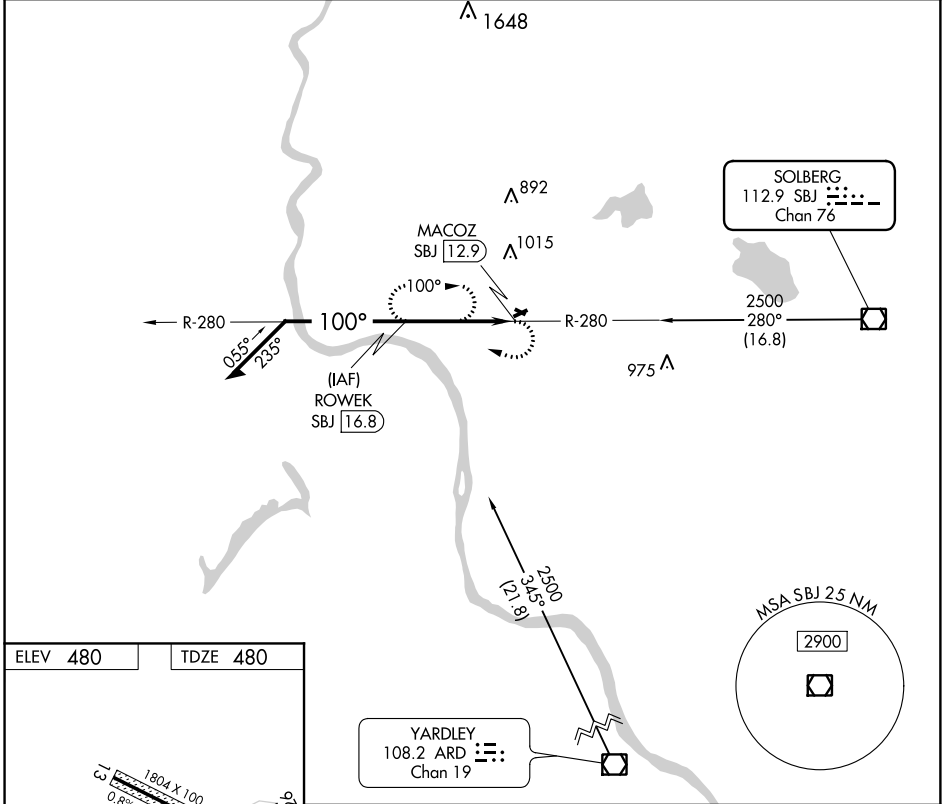 1648
892
1015
MACOZ
SBJ 12.9
SOLBERG
112.9 SBJ
Chan 76
100°
R-280
100°
R-280
2500
280°
(16.8)
055°
235°
(IAF)
ROWEK
SBJ 16.8
975
2500
345°
(21.8)
MSA SBJ 25 NM
2900
ELEV 480
TDZE 480
YARDLEY
108.2 ARD
Chan 19
13
1804 X 100